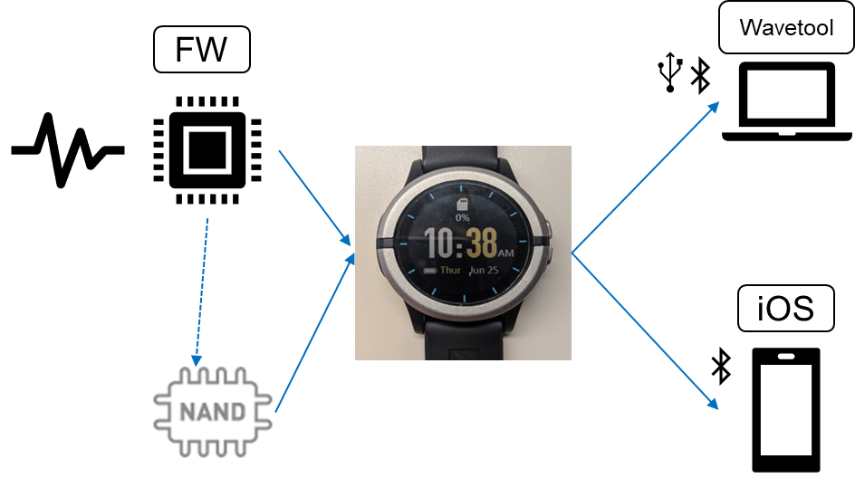 FW
Wavetool
0%
10:38 AM
Thur Jun 25
iOS
NAND